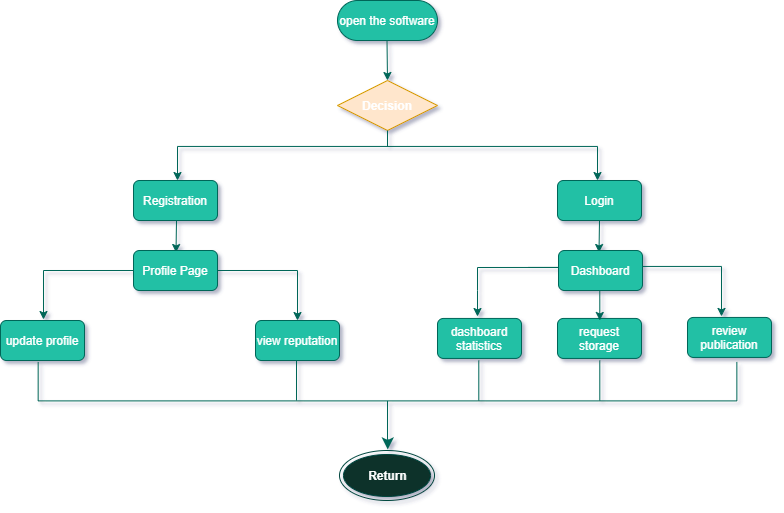 open the software
Decision
Registration
Login
Profile Page
Dashboard
update profile
view reputation
dashboard
statistics
request
storage
review
publication
Return